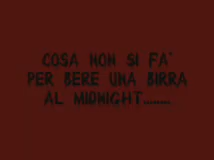 COSA NON SI FA'
PER BERE UNA BIRRA
AL MIDNIGHT..........